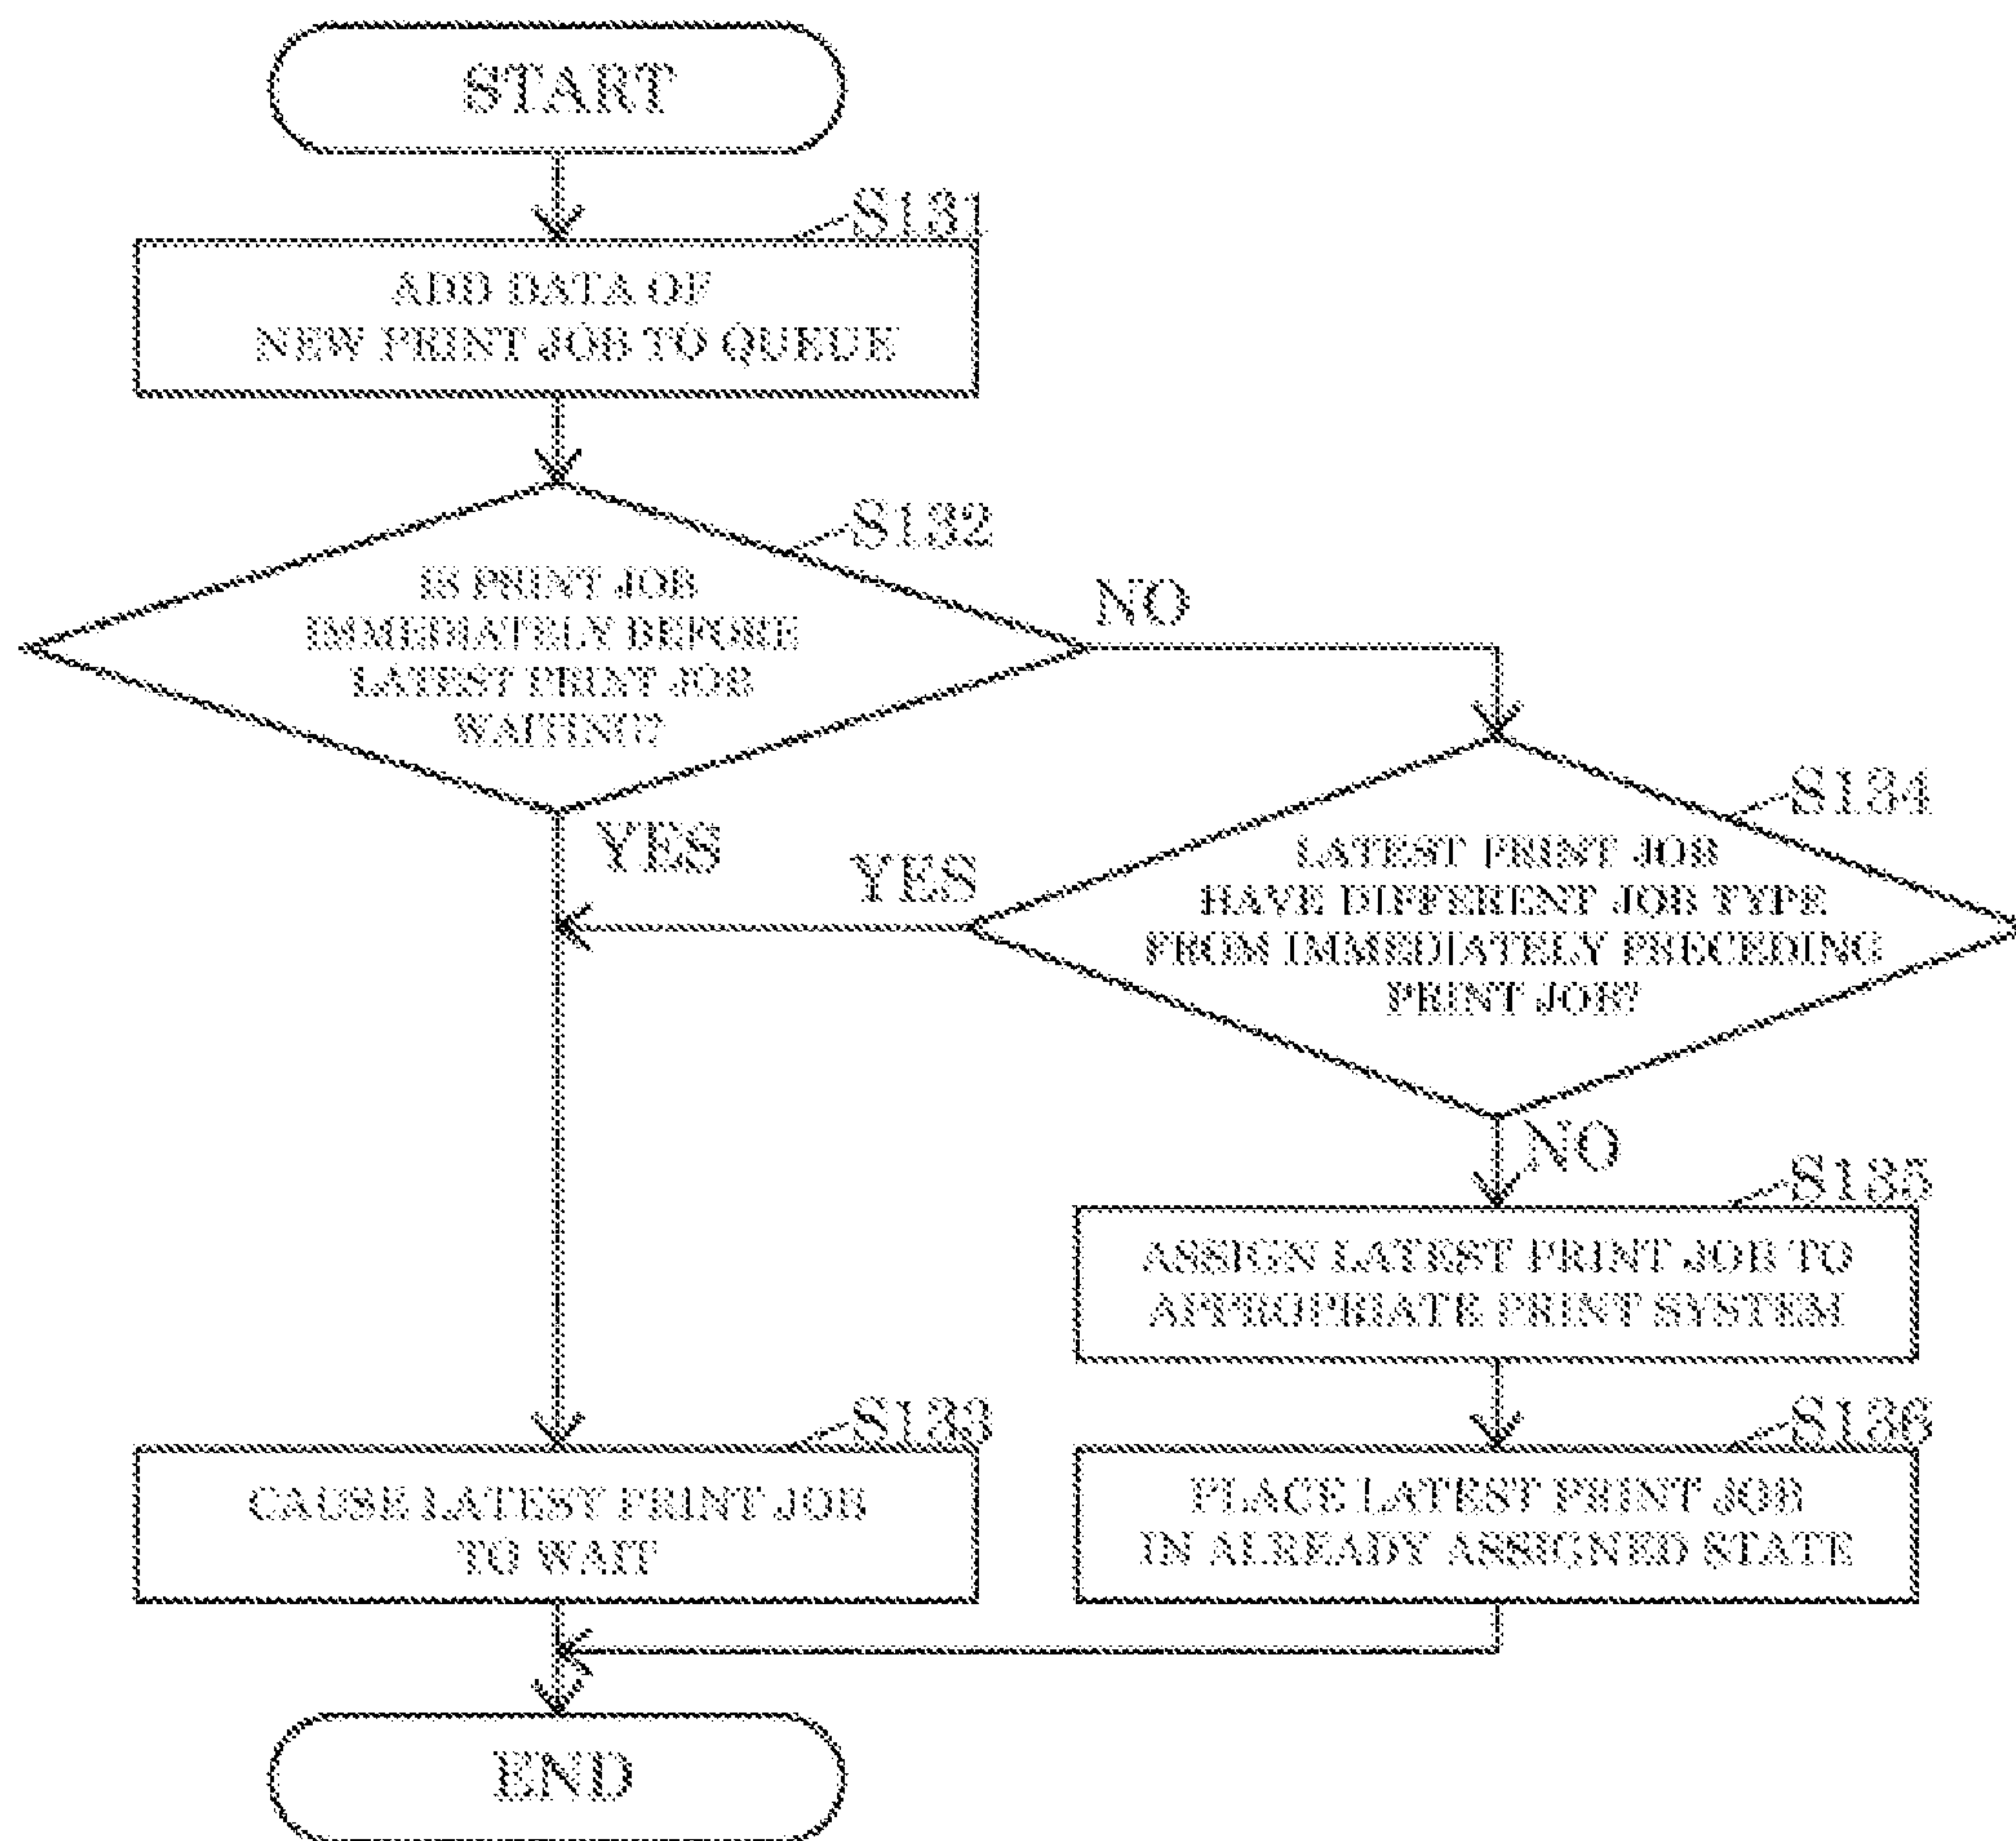 START
S131
ADD DATA OF
NEW PRINT JOB TO QUEUE
S132
IS PRINT JOB
IMMEDIATELY BEFORE
LATEST PRINT JOB
WAITING?
NO
YES
S134
LATEST PRINT JOB
HAVE DIFFERENT JOB TYPE
FROM IMMEDIATELY PRECEDING
PRINT JOB?
YES
NO
S135
ASSIGN LATEST PRINT JOB TO
APPROPRIATE PRINT SYSTEM
S133
CAUSE LATEST PRINT JOB
TO WAIT
S136
PLACE LATEST PRINT JOB
IN ALREADY ASSIGNED STATE
END